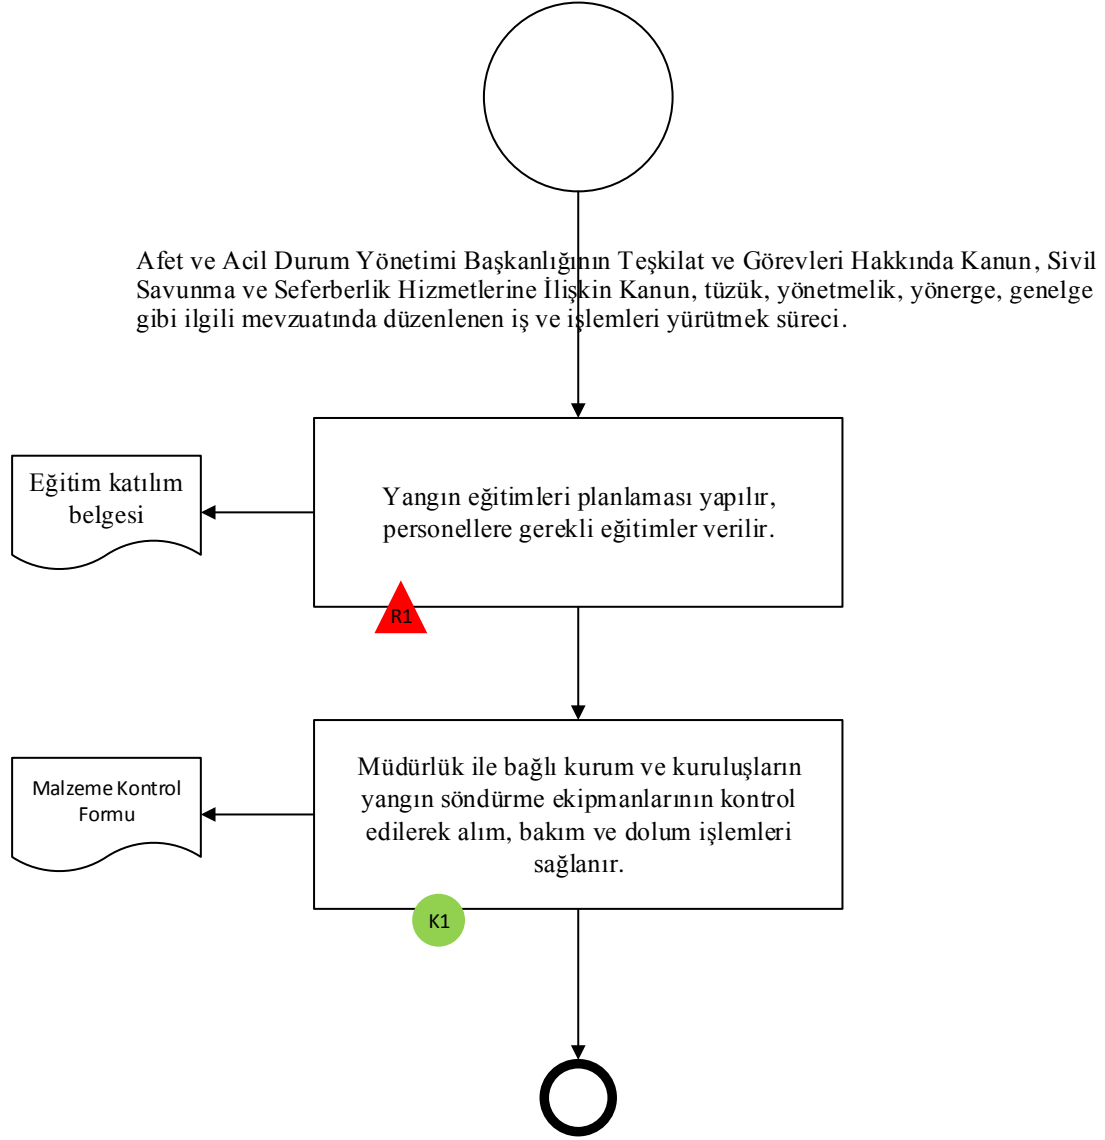 Afet ve Acil Durum Yönetimi Başkanlığının Teşkilat ve Görevleri Hakkında Kanun, Sivil
Savunma ve Seferberlik Hizmetlerine İlişkin Kanun, tüzük, yönetmelik, yönerge, genelge
gibi ilgili mevzuatında düzenlenen iş ve işlemleri yürütmek süreci.
Eğitim katılım
belgesi
Yangın eğitimleri planlaması yapılır,
personellere gerekli eğitimler verilir.
R1
Malzeme Kontrol
Formu
Müdürlük ile bağlı kurum ve kuruluşların
yangın söndürme ekipmanlarının kontrol
edilerek alım, bakım ve dolum işlemleri
sağlanır.
K1